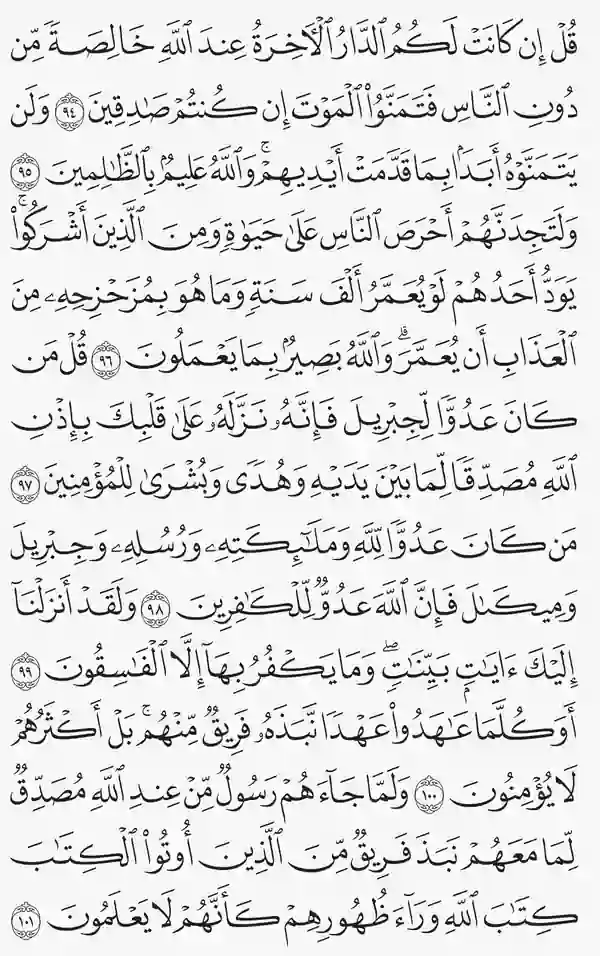 قُلۡ إِن كَانَتۡ لَكُمُ ٱلدَّارُ ٱلۡأٓخِرَةُ عِندَ ٱللَّهِ خَالِصَةٗ مِّن
دُونِ ٱلنَّاسِ فَتَمَنَّوُاْ ٱلۡمَوۡتَ إِن كُنتُمۡ صَٰدِقِينَ ٩٤ وَلَن
يَتَمَنَّوۡهُ أَبَدَۢا بِمَا قَدَّمَتۡ أَيۡدِيهِمۡۚ وَٱللَّهُ عَلِيمُۢ بِٱلظَّٰلِمِينَ ٩٥
وَلَتَجِدَنَّهُمۡ أَحۡرَصَ ٱلنَّاسِ عَلَىٰ حَيَوٰةٖ وَمِنَ ٱلَّذِينَ أَشۡرَكُواْۚ
يَوَدُّ أَحَدُهُمۡ لَوۡ يُعَمَّرُ أَلۡفَ سَنَةٖ وَمَا هُوَ بِمُزَحۡزِحِهِۦ مِنَ
ٱلۡعَذَابِ أَن يُعَمَّرَۗ وَٱللَّهُ بَصِيرُۢ بِمَا يَعۡمَلُونَ ٩٦ قُلۡ مَن
كَانَ عَدُوّٗا لِّجِبۡرِيلَ فَإِنَّهُۥ نَزَّلَهُۥ عَلَىٰ قَلۡبِكَ بِإِذۡنِ
ٱللَّهِ مُصَدِّقٗا لِّمَا بَيۡنَ يَدَيۡهِ وَهُدٗى وَبُشۡرَىٰ لِلۡمُؤۡمِنِينَ ٩٧
مَن كَانَ عَدُوّٗا لِّلَّهِ وَمَلَٰٓئِكَتِهِۦ وَرُسُلِهِۦ وَجِبۡرِيلَ
وَمِيكَىٰلَ فَإِنَّ ٱللَّهَ عَدُوّٞ لِّلۡكَٰفِرِينَ ٩٨ وَلَقَدۡ أَنزَلۡنَآ
إِلَيۡكَ ءَايَٰتِۭ بَيِّنَٰتٖۖ وَمَا يَكۡفُرُ بِهَآ إِلَّا ٱلۡفَٰسِقُونَ ٩٩
أَوَكُلَّمَا عَٰهَدُواْ عَهۡدٗا نَّبَذَهُۥ فَرِيقٞ مِّنۡهُمۚ بَلۡ أَكۡثَرُهُمۡ
لَا يُؤۡمِنُونَ ١٠٠ وَلَمَّا جَآءَهُمۡ رَسُولٞ مِّنۡ عِندِ ٱللَّهِ مُصَدِّقٞ
لِّمَا مَعَهُمۡ نَبَذَ فَرِيقٞ مِّنَ ٱلَّذِينَ أُوتُواْ ٱلۡكِتَٰبَ
كِتَٰبَ ٱللَّهِ وَرَآءَ ظُهُورِهِمۡ كَأَنَّهُمۡ لَا يَعۡلَمُونَ ١٠١